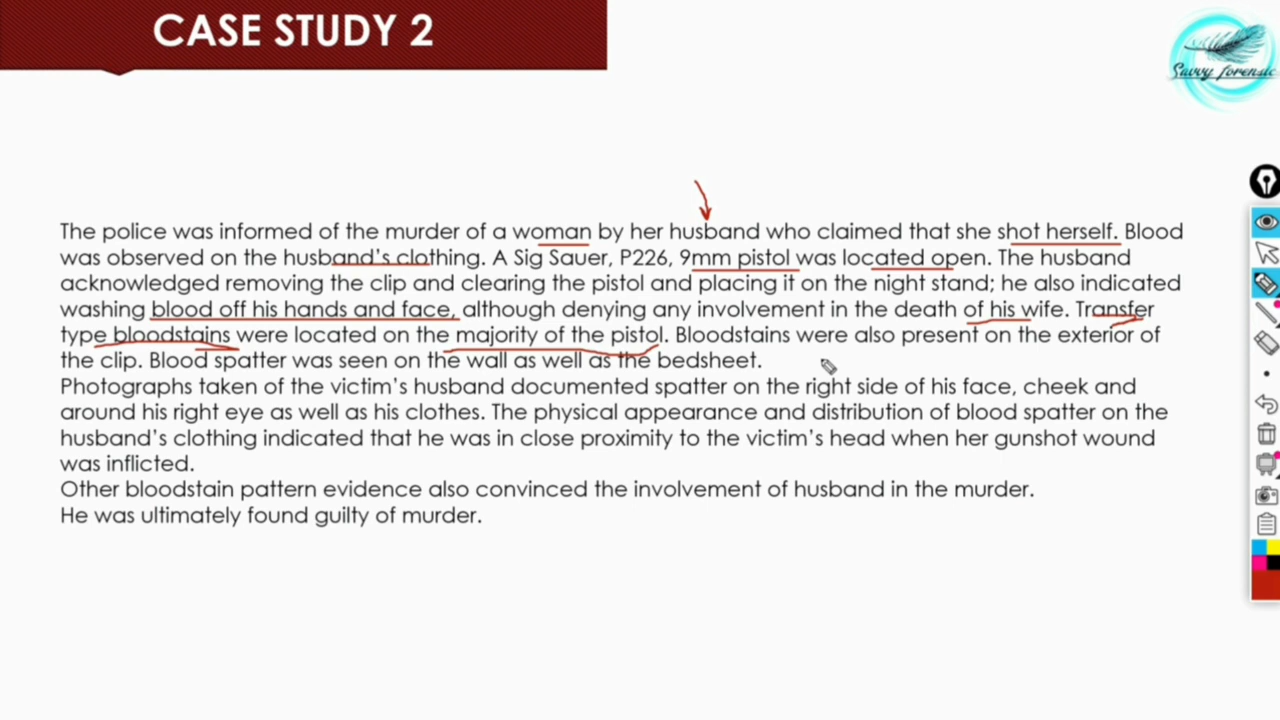 CASE STUDY 2
Savvy forensic
The police was informed of the murder of a woman by her husband who claimed that she shot herself. Blood
was observed on the husband's clothing. A Sig Sauer, P226, 9mm pistol was located open. The husband
acknowledged removing the clip and clearing the pistol and placing it on the night stand; he also indicated
washing blood off his hands and face, although denying any involvement in the death of his wife. Transfer
type bloodstains were located on the majority of the pistol. Bloodstains were also present on the exterior of
the clip. Blood spatter was seen on the wall as well as the bedsheet.
Photographs taken of the victim's husband documented spatter on the right side of his face, cheek and
around his right eye as well as his clothes. The physical appearance and distribution of blood spatter on the
husband's clothing indicated that he was in close proximity to the victim's head when her gunshot wound
was inflicted.
Other bloodstain pattern evidence also convinced the involvement of husband in the murder.
He was ultimately found guilty of murder.